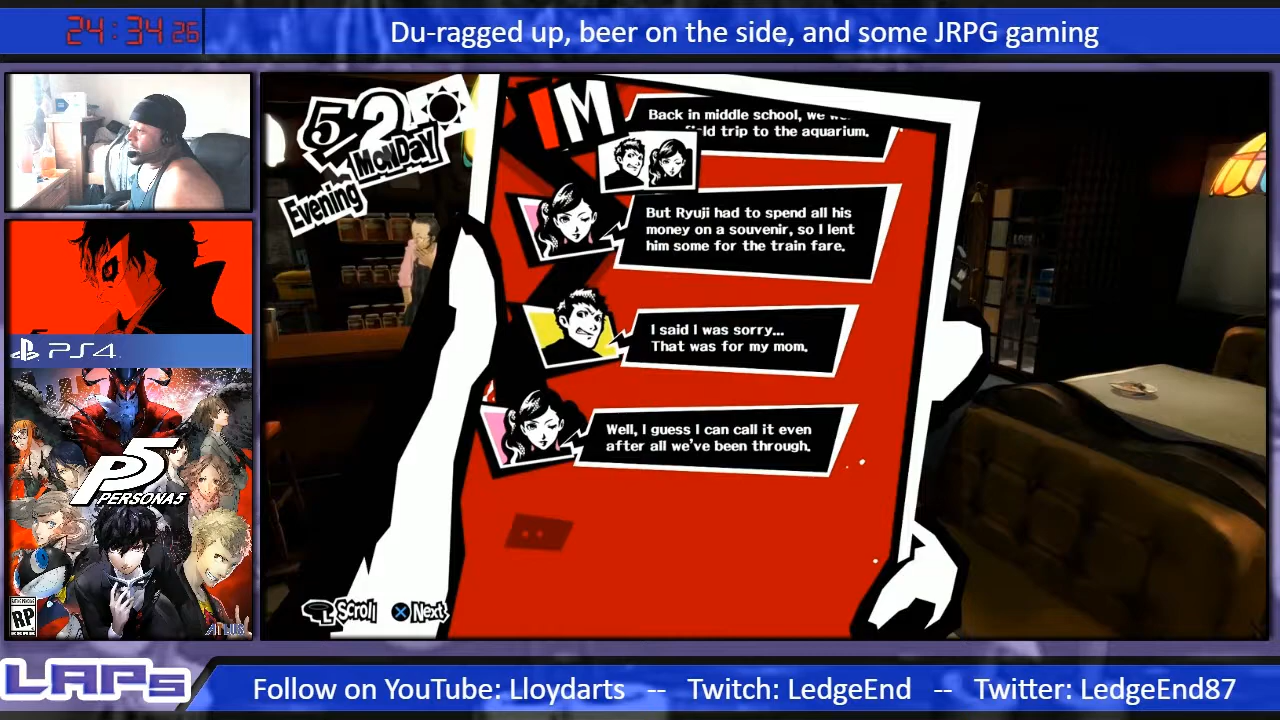 24:34 26
Du-ragged up, beer on the side, and some JRPG gaming
5/2
MONDAY
Evening
IM
Back in middle school, we
field trip to the aquarium.
But Ryuji had to spend all his
money on a souvenir, so I lent
him some for the train fare.
I said I was sorry...
That was for my mom.
Well, I guess I can call it even
after all we've been through.
L Scroll
Next
PS4
P5
PERSONA5
RP
ATLUS
LAPs
Follow on YouTube: Lloydarts -- Twitch: LedgeEnd -- Twitter: LedgeEnd87